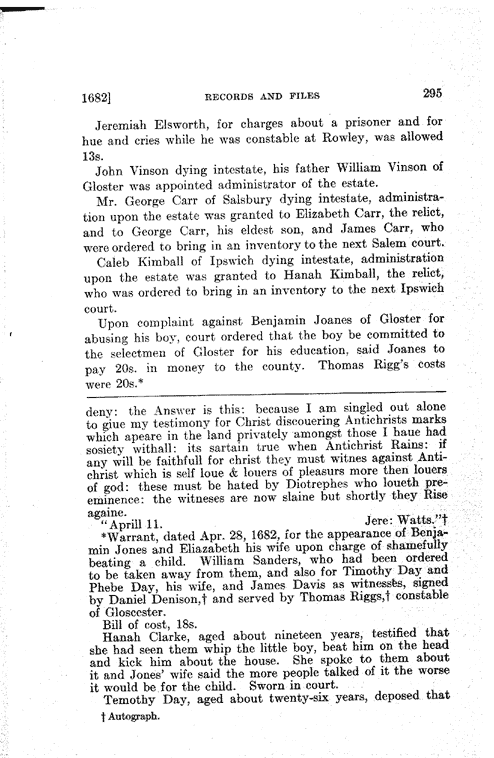 1682] RECORDS AND FILES 295
Jeremiah Elsworth, for charges about a prisoner and for
hue and cries while he was constable at Rowley, was allowed
13s.
John Vinson dying intestate, his father William Vinson of
Gloster was appointed administrator of the estate.
Mr. George Carr of Salsbury dying intestate, administra-
tion upon the estate was granted to Elizabeth Carr, the relict,
and to George Carr, his eldest son, and James Carr, who
were ordered to bring in an inventory to the next Salem court.
Caleb Kimball of Ipswich dying intestate, administration
upon the estate was granted to Hanah Kimball, the relict,
who was ordered to bring in an inventory to the next Ipswich
court.
Upon complaint against Benjamin Joanes of Gloster for
abusing his boy, court ordered that the boy be committed to
the selectmen of Gloster for his education, said Joanes to
pay 20s. in money to the county. Thomas Rigg's costs
were 20s.*
deny: the Answer is this: because I am singled out alone
to giue my testimony for Christ discouering Antichrists marks
which apeare in the land privately amongst those I haue had
sosiety withall: its sartain true when Antichrist Rains: if
any will be faithfull for christ they must witnes against Anti-
christ which is self loue & louers of pleasurs more then louers
of god: these must be hated by Diotrephes who loueth pre-
eminence: the witneses are now slaine but shortly they Rise
againe. Jere: Watts."†
"Aprill 11.
*Warrant, dated Apr. 28, 1682, for the appearance of Benja-
min Jones and Eliazabeth his wife upon charge of shamefully
beating a child. William Sanders, who had been ordered
to be taken away from them, and also for Timothy Day and
Phebe Day, his wife, and James Davis as witnesses, signed
by Daniel Denison,† and served by Thomas Riggs,† constable
of Gloscester.
Bill of cost, 18s.
Hanah Clarke, aged about nineteen years, testified that
she had seen them whip the little boy, beat him on the head
and kick him about the house. She spoke to them about
it and Jones' wife said the more people talked of it the worse
it would be for the child. Sworn in court.
Temothy Day, aged about twenty-six years, deposed that
† Autograph.